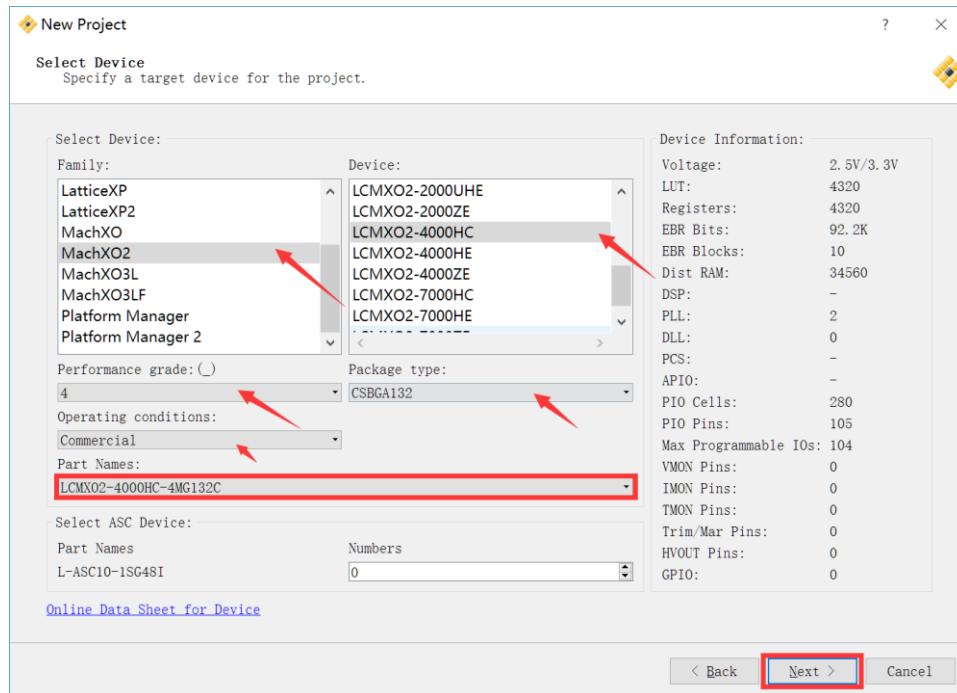 New Project
Select Device
Specify a target device for the project.
Select Device:
Family:
LatticeXP
LatticeXP2
MachXO
MachXO2
MachXO3L
MachXO3LF
Platform Manager
Platform Manager 2
Device:
LCMXO2-2000UHE
LCMXO2-2000ZE
LCMXO2-4000HC
LCMXO2-4000HE
LCMXO2-4000ZE
LCMXO2-7000HC
LCMXO2-7000HE
Performance grade:(_)
4
Package type:
CSBGA132
Operating conditions:
Commercial
Part Names:
LCMXO2-4000HC-4MG132C
Select ASC Device:
Part Names
Numbers
L-ASC10-1SG48I
0
Online Data Sheet for Device
Device Information:
Voltage: 2.5V/3.3V
LUT: 4320
Registers: 4320
EBR Bits: 92.2K
EBR Blocks: 10
Dist RAM: 34560
DSP: -
PLL: 2
DLL: 0
PCS: -
APIO: -
PIO Cells: 280
PIO Pins: 105
Max Programmable IOs: 104
VMON Pins: 0
IMON Pins: 0
TMON Pins: 0
Trim/Mar Pins: 0
HVOUT Pins: 0
GPIO: 0
< Back
Next >
Cancel